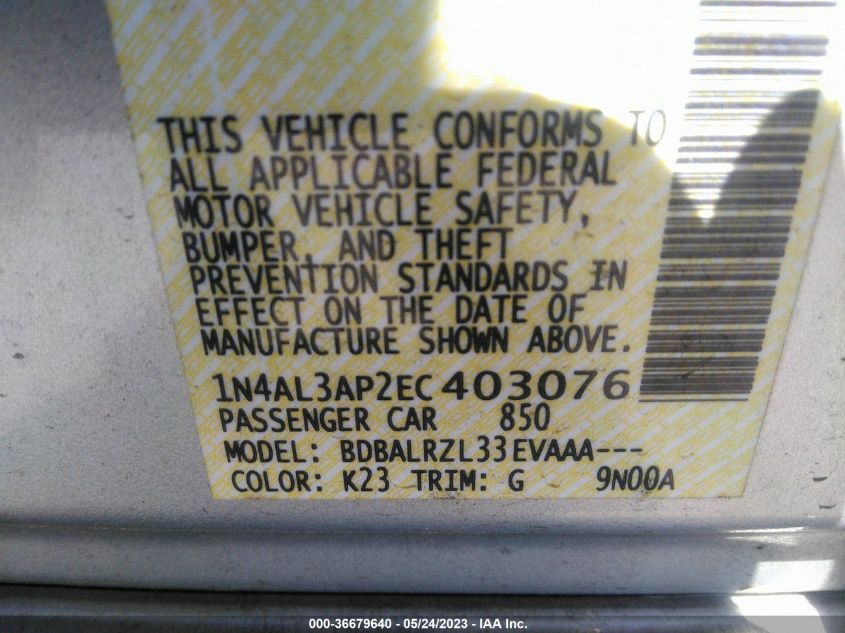 THIS VEHICLE CONFORMS TO
ALL APPLICABLE FEDERAL
MOTOR VEHICLE SAFETY,
BUMPER, AND THEFT
PREVENTION STANDARDS IN
EFFECT ON THE DATE OF
MANUFACTURE SHOWN ABOVE.
1N4AL3AP2EC403076
PASSENGER CAR 850
MODEL: BDBALRZL33EVAAA---
COLOR: K23 TRIM: G 9N00A
000-36679640 - 05/24/2023 - IAA Inc.